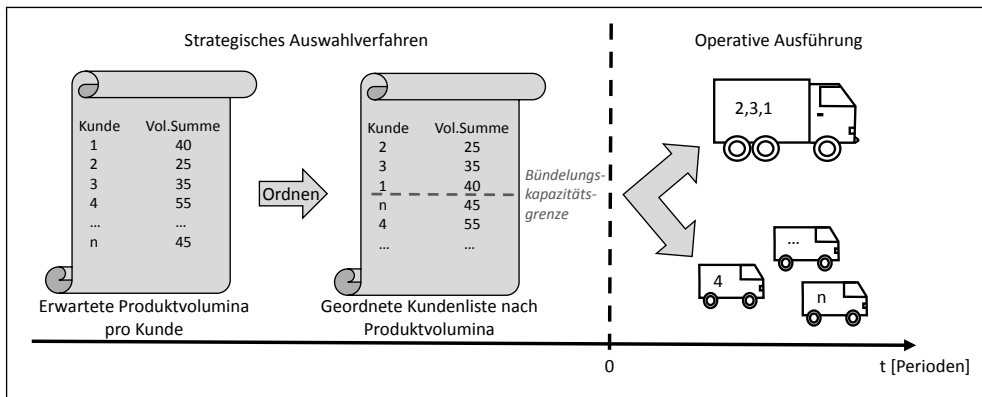 Strategisches Auswahlverfahren
Operative Ausführung
Kunde Vol.Summe
1 40
2 25
3 35
4 55
... ...
n 45
Ordnen
Kunde Vol.Summe
2 25
3 35
1 40
n 45
4 55
... ...
Bündelungs-
kapazitäts-
grenze
2,3,1
...
4
n
Erwartete Produktvolumina
pro Kunde
Geordnete Kundenliste nach
Produktvolumina
0
t [Perioden]